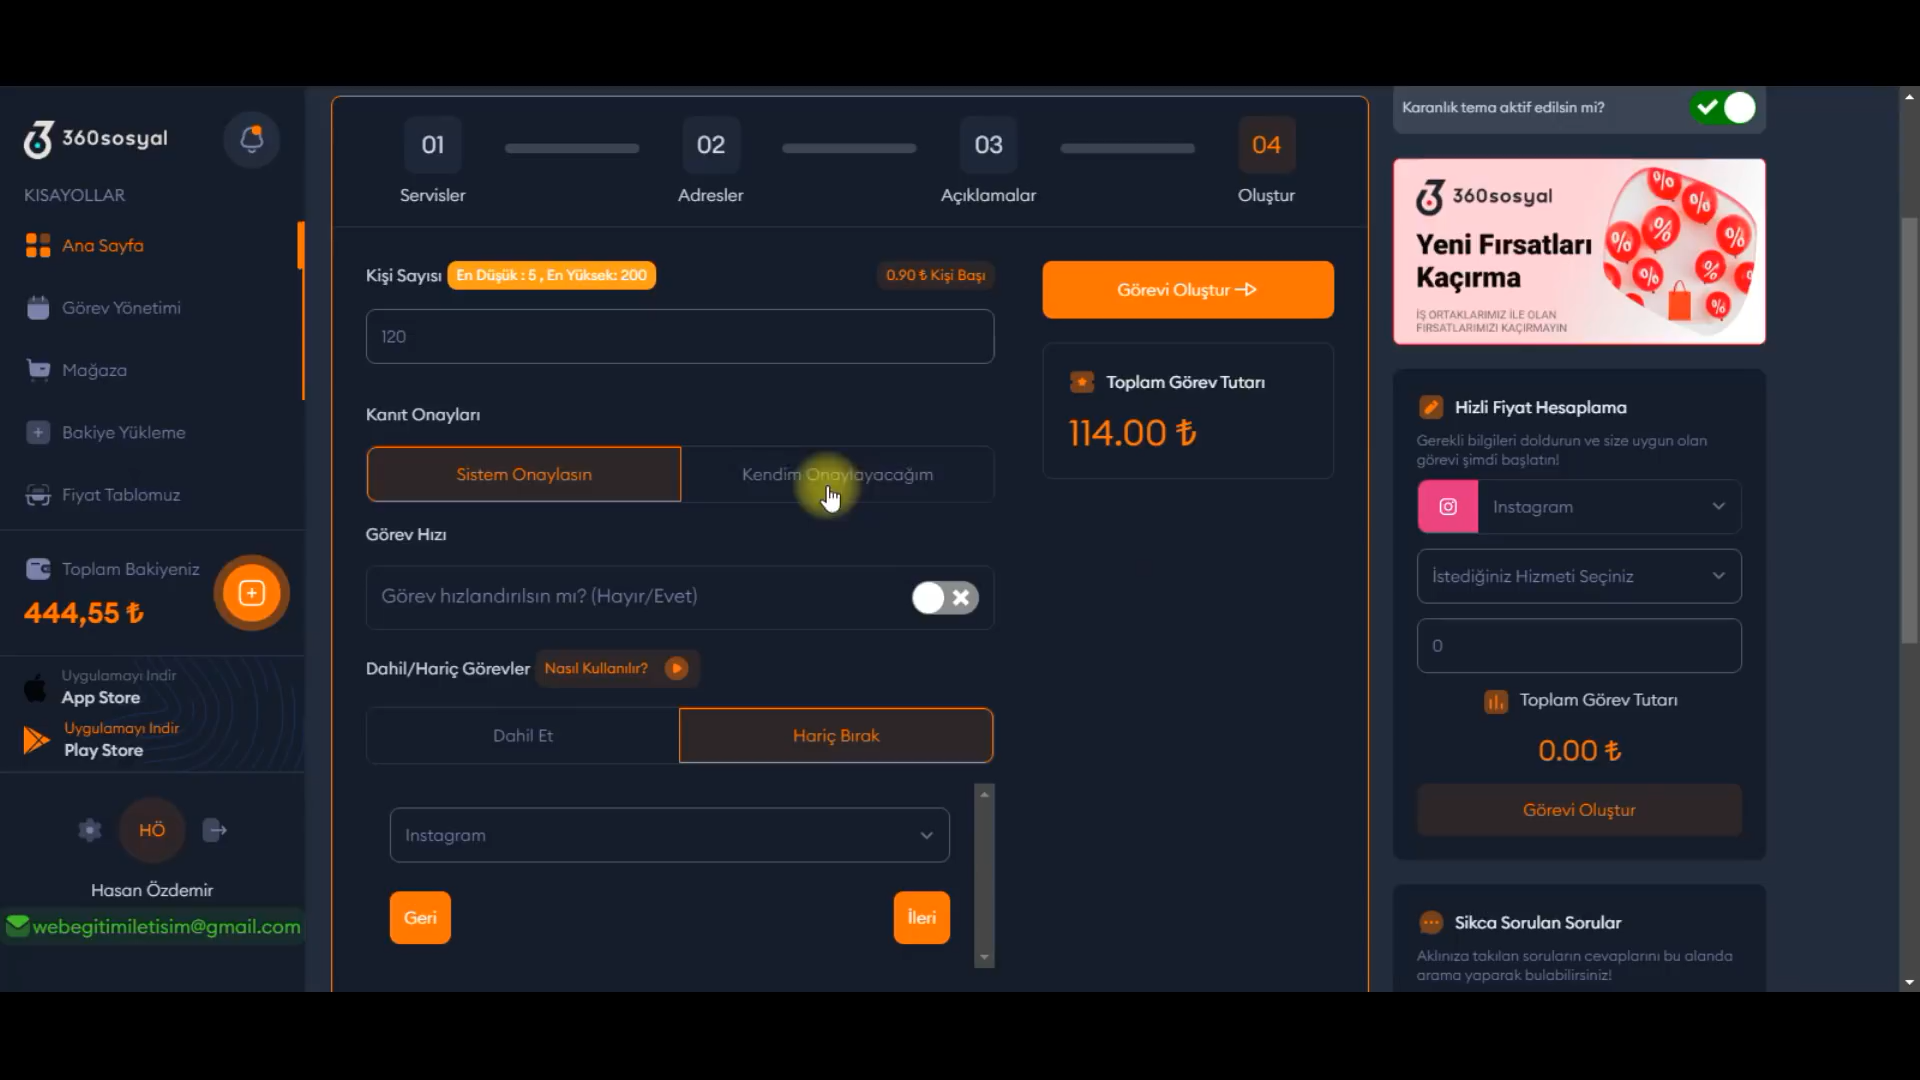 360sosyal
KISAYOLLAR
Ana Sayfa
Görev Yönetimi
Mağaza
Bakiye Yükleme
Fiyat Tablomuz
Toplam Bakiyeniz
444,55 ₺
Uygulamayı Indir
App Store
Uygulamayı Indir
Play Store
HÖ
Hasan Özdemir
webegitimiletisim@gmail.com
01
Servisler
02
Adresler
03
Açıklamalar
04
Oluştur
Kişi Sayısı
En Düşük : 5 , En Yüksek: 200
0.90 ₺ Kişi Başı
120
Kanıt Onayları
Sistem Onaylasın
Kendim Onaylayacağım
Görev Hızı
Görev hızlandırılsın mı? (Hayır/Evet)
Dahil/Hariç Görevler
Nasıl Kullanılır?
Dahil Et
Hariç Bırak
Instagram
Geri
İleri
Görevi Oluştur
Toplam Görev Tutarı
114.00 ₺
Karanlık tema aktif edilsin mi?
360sosyal
Yeni Fırsatları
Kaçırma
İŞ ORTAKLARIMIZ İLE OLAN
FIRSATLARIMIZI KAÇIRMAYIN
Hizli Fiyat Hesaplama
Gerekli bilgileri doldurun ve size uygun olan
görevi şimdi başlatın!
Instagram
İstediğiniz Hizmeti Seçiniz
0
Toplam Görev Tutarı
0.00 ₺
Görevi Oluştur
Sikca Sorulan Sorular
Aklınıza takılan soruların cevaplarını bu alanda
arama yaparak bulabilirsiniz!